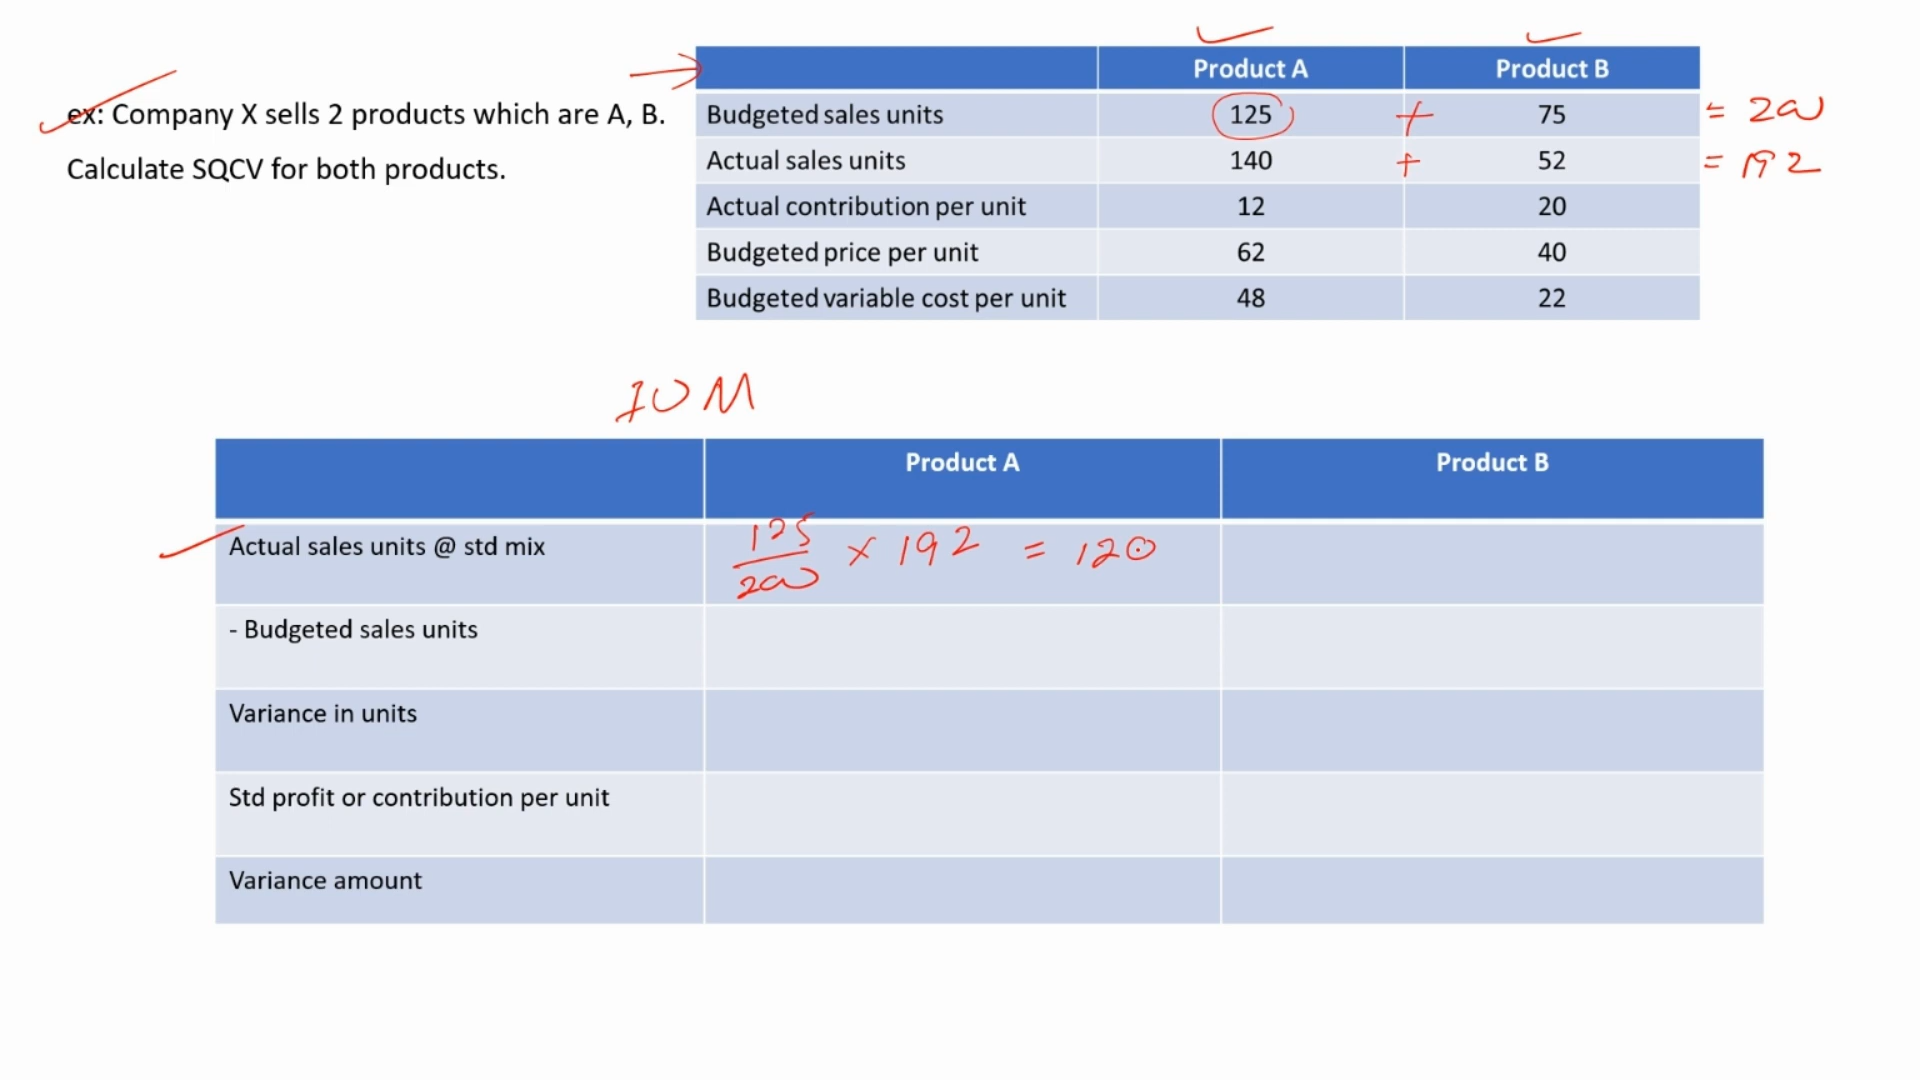 ex: Company X sells 2 products which are A, B.
Calculate SQCV for both products.
Product A Product B
Budgeted sales units 125 + 75 = 200
Actual sales units 140 + 52 = 192
Actual contribution per unit 12 20
Budgeted price per unit 62 40
Budgeted variable cost per unit 48 22
IOM
Product A Product B
Actual sales units @ std mix 125/200 × 192 = 120
- Budgeted sales units
Variance in units
Std profit or contribution per unit
Variance amount